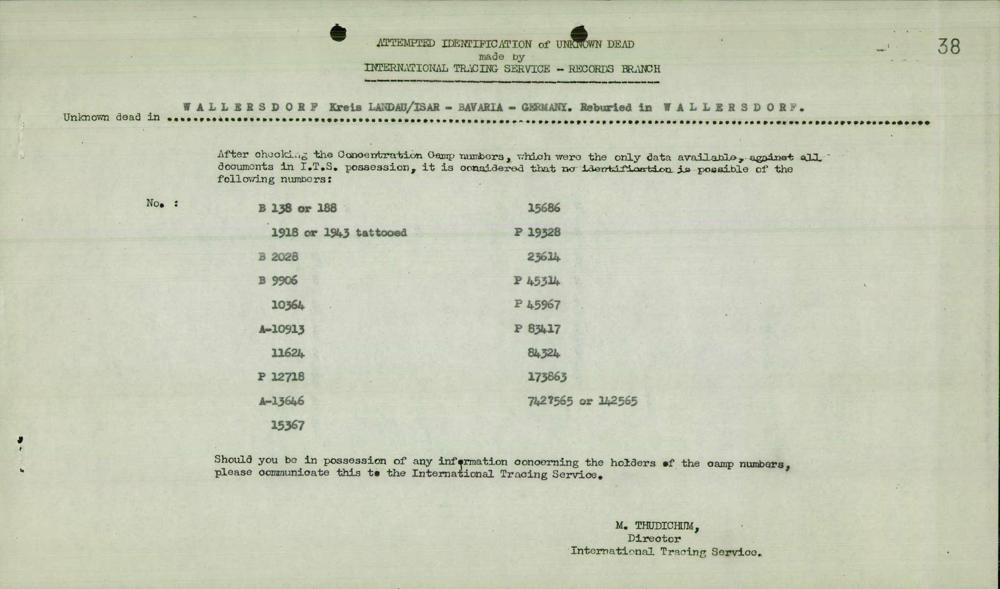 ATTEMPTED IDENTIFICATION of UNKNOWN DEAD
made by
INTERNATIONAL TRACING SERVICE - RECORDS BRANCH
38
WALLERSDORF Kreis LANDAU/ISAR - BAVARIA - GERMANY. Reburied in WALLERSDORF.
Unknown dead in
After checking the Concentration Camp numbers, which were the only data available, against all
documents in I.T.S. possession, it is considered that no identification is possible of the
following numbers:
No. :
B 138 or 188
1918 or 1943 tattooed
B 2028
B 9906
10364
A-10913
11624
P 12718
A-13646
15367
15686
P 19328
23614
P 45314
P 45967
P 83417
84324
173863
7427565 or 142565
Should you be in possession of any information concerning the holders of the camp numbers,
please communicate this to the International Tracing Service.
M. THUDICHUM,
Director
International Tracing Service.